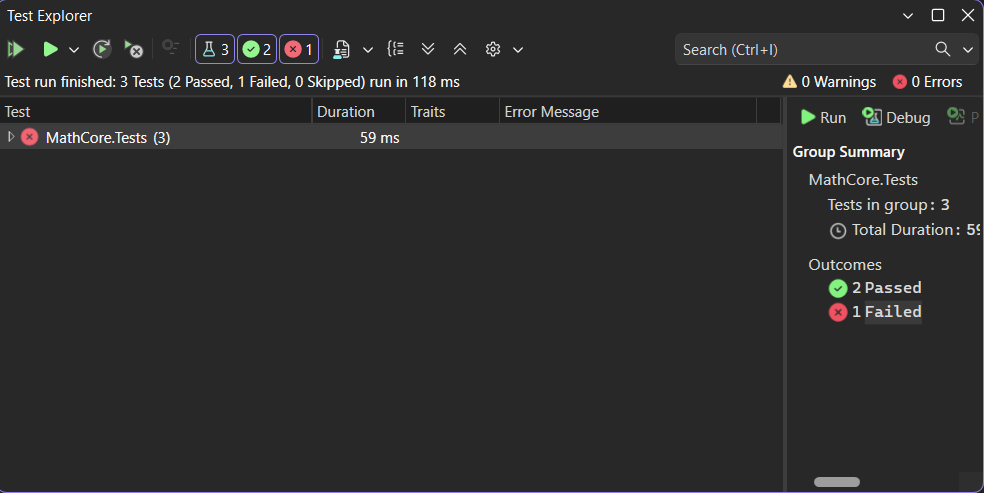 Test Explorer
3 2 1 Search (Ctrl+I)
Test run finished: 3 Tests (2 Passed, 1 Failed, 0 Skipped) run in 118 ms 0 Warnings 0 Errors
Test Duration Traits Error Message
MathCore.Tests (3) 59 ms
Run Debug P
Group Summary
MathCore.Tests
Tests in group: 3
Total Duration: 59
Outcomes
2 Passed
1 Failed